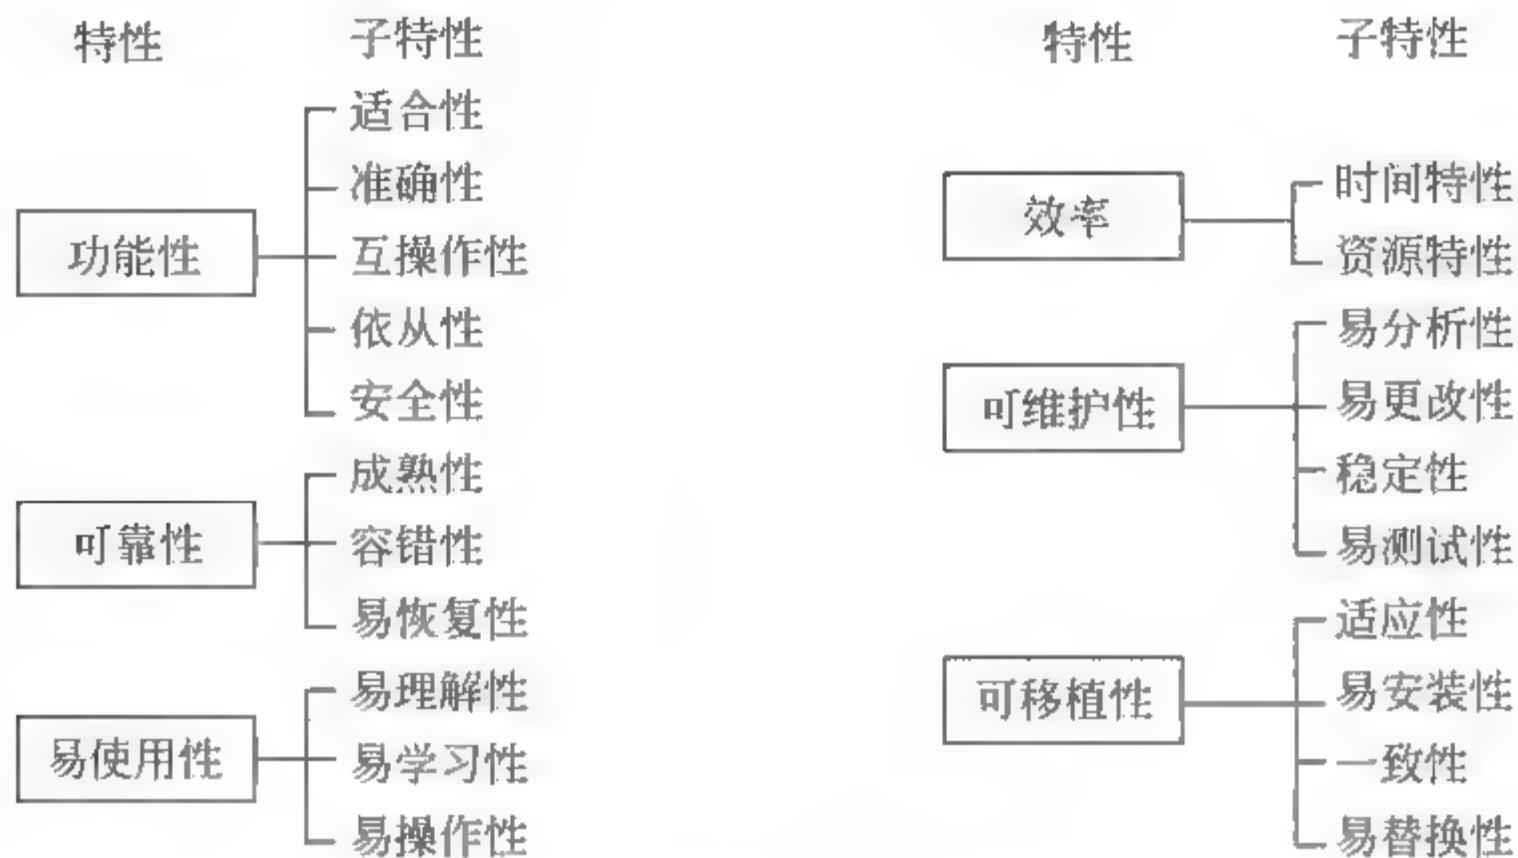 特性 子特性
适合性
准确性
功能性
互操作性
依从性
安全性
成熟性
可靠性
容错性
易恢复性
易理解性
易使用性
易学习性
易操作性
特性 子特性
效率
时间特性
资源特性
易分析性
可维护性
易更改性
稳定性
易测试性
适应性
可移植性
易安装性
一致性
易替换性